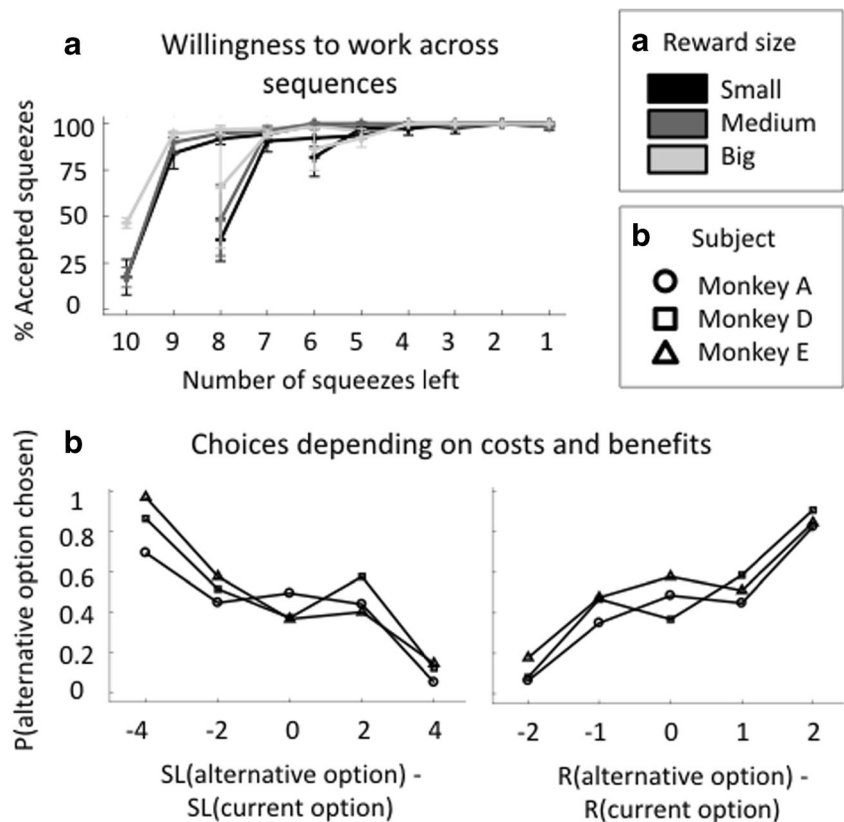 a
Willingness to work across
sequences
% Accepted squeezes
100
75
50
25
0
10 9 8 7 6 5 4 3 2 1
Number of squeezes left
a Reward size
Small
Medium
Big
b Subject
Monkey A
Monkey D
Monkey E
b
Choices depending on costs and benefits
P(alternative option chosen)
1
0.8
0.6
0.4
0.2
0
-4 -2 0 2 4
SL(alternative option) -
SL(current option)
-2 -1 0 1 2
R(alternative option) -
R(current option)